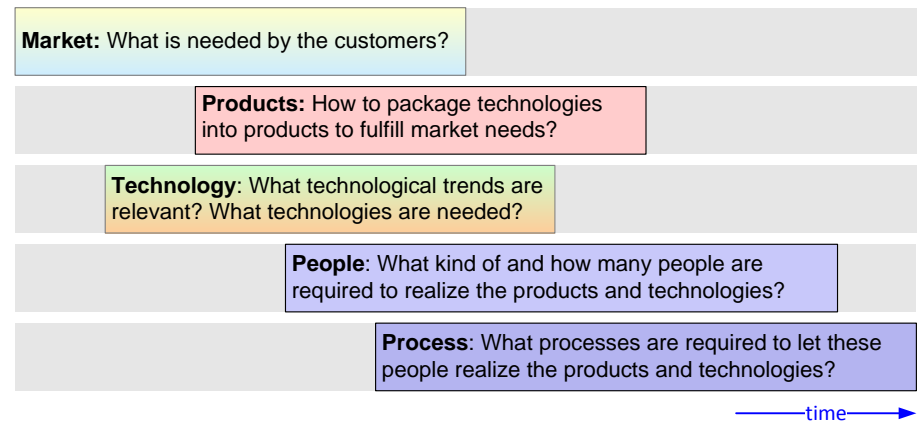 Market: What is needed by the customers?
Products: How to package technologies
into products to fulfill market needs?
Technology: What technological trends are
relevant? What technologies are needed?
People: What kind of and how many people are
required to realize the products and technologies?
Process: What processes are required to let these
people realize the products and technologies?
time